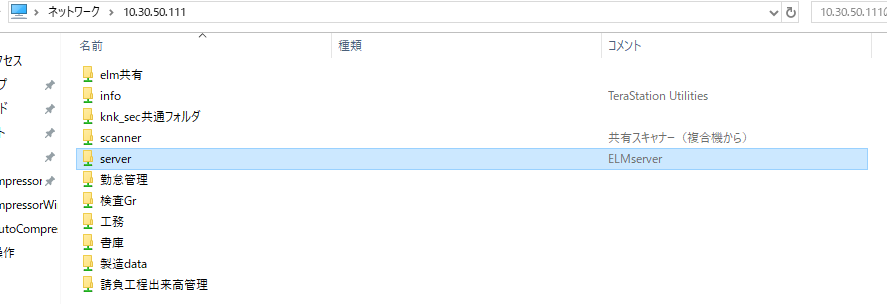 ネットワーク > 10.30.50.111
10.30.50.111の
名前 種類 コメント
クセス
プ
ド
ト
mpressor
mpressorWi
utoCompre
操作
elm共有
info TeraStation Utilities
knk_sec共通フォルダ
scanner 共有スキャナー（複合機から）
server ELMserver
勤怠管理
検査Gr
工務
書庫
製造data
請負工程出来高管理